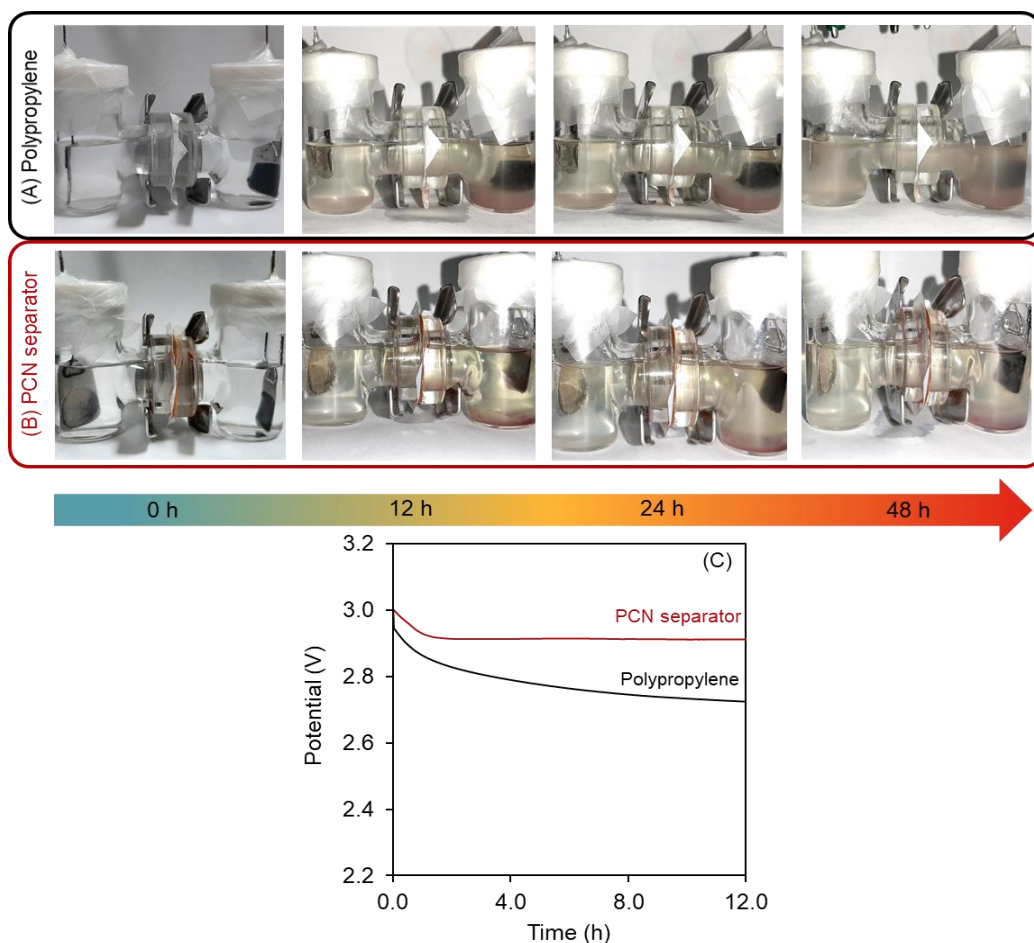 (A) Polypropylene
(B) PCN separator
0 h
12 h
24 h
48 h
3.2
(C)
3.0
PCN separator
2.8
Polypropylene
2.6
2.4
2.2
0.0
4.0
8.0
12.0
Potential (V)
Time (h)